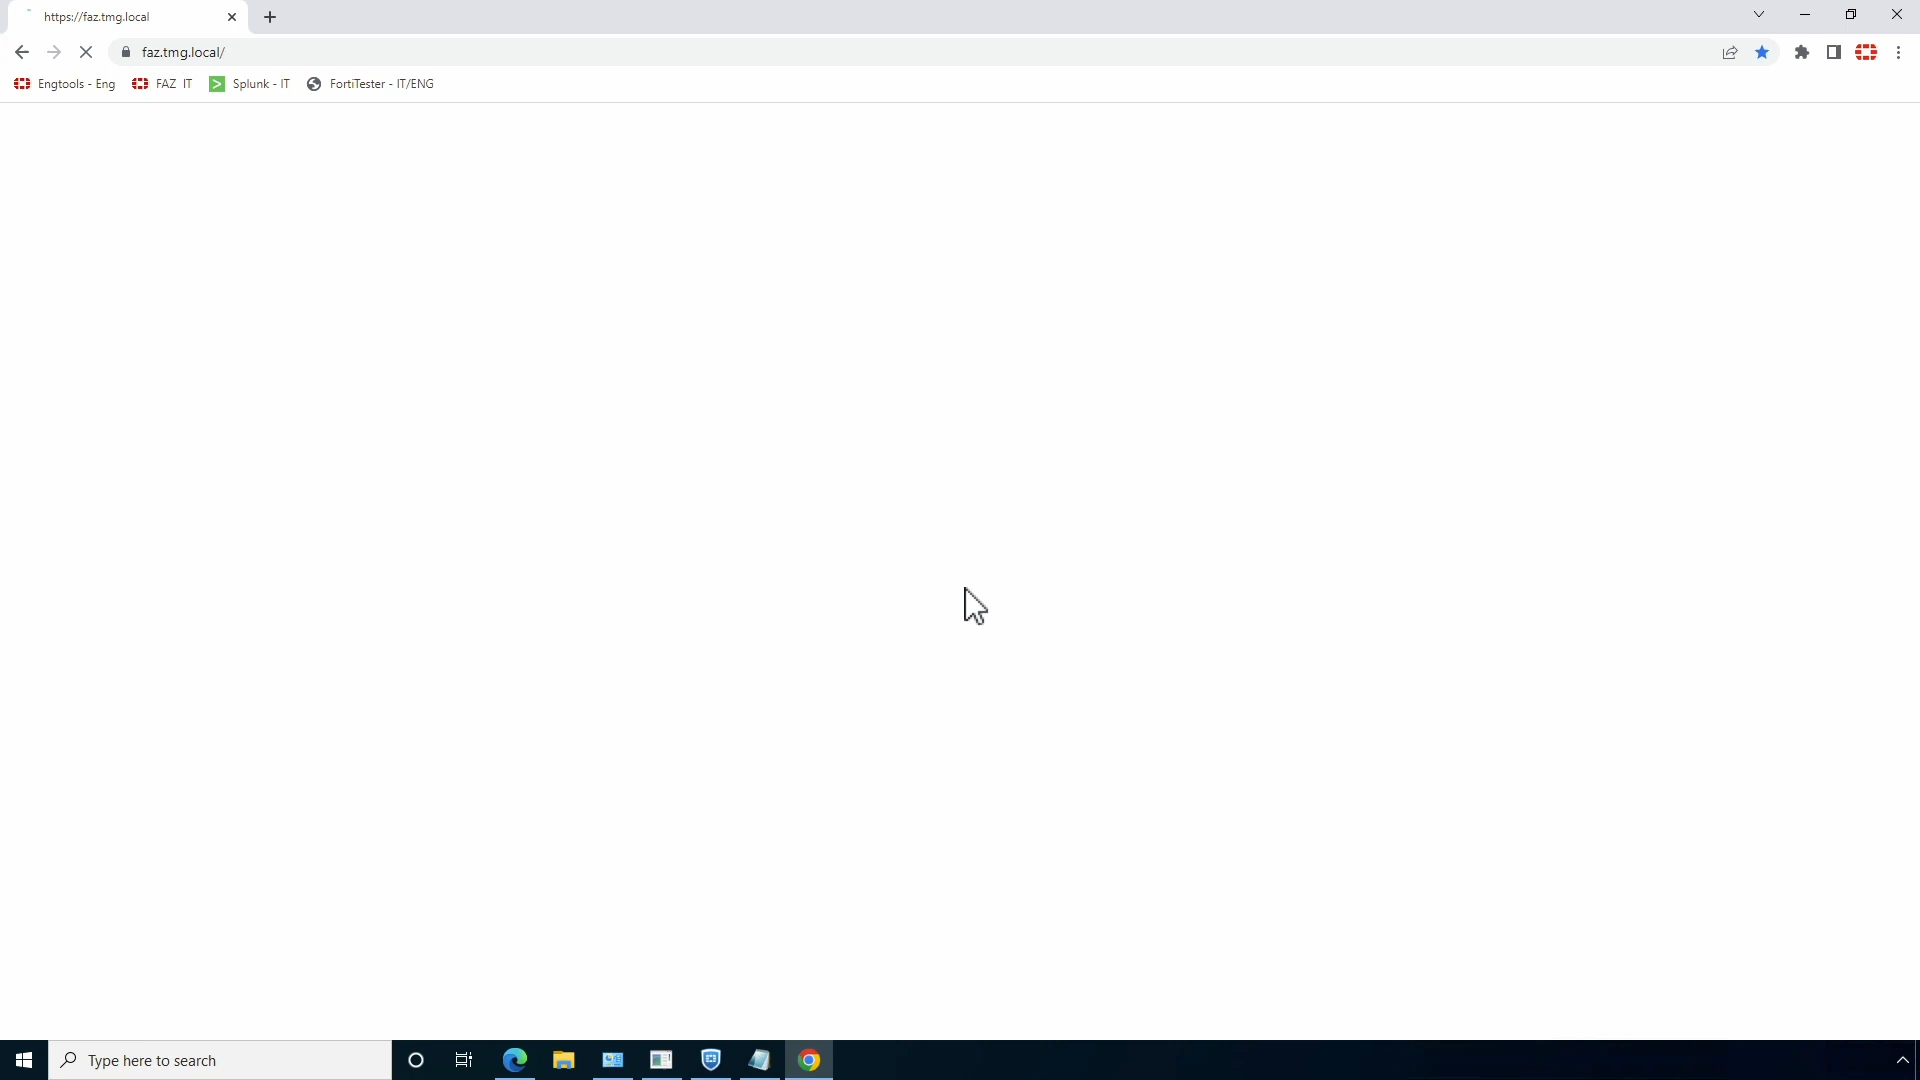 https://faz.tmg.local
faz.tmg.local/
Engtools - Eng
FAZ IT
Splunk - IT
FortiTester - IT/ENG
Type here to search